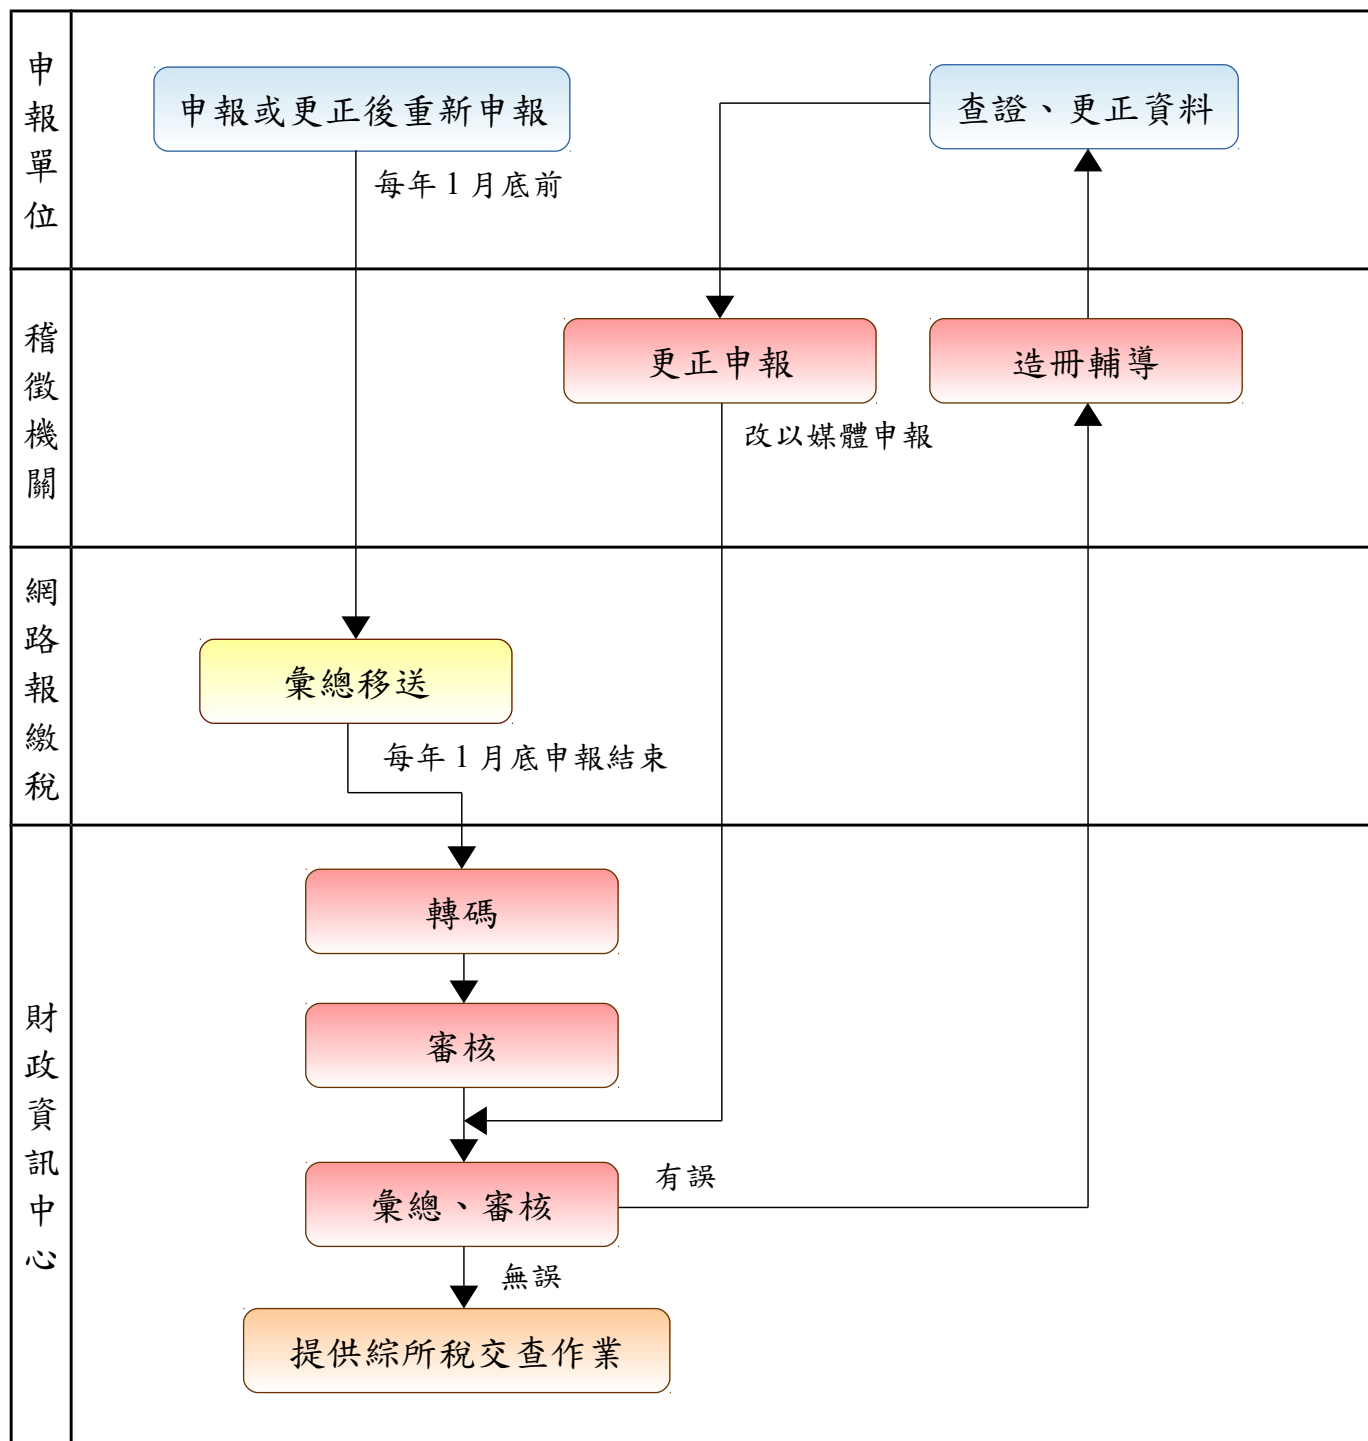 申報單位
申報或更正後重新申報
查證、更正資料
每年 1 月底前
稽徵機關
更正申報
造冊輔導
改以媒體申報
網路報繳稅
彙總移送
每年 1 月底申報結束
財政資訊中心
轉碼
審核
彙總、審核
有誤
無誤
提供綜所稅交查作業